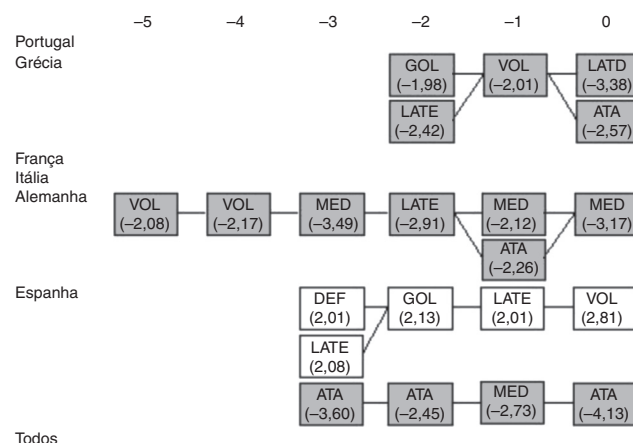 –5 –4 –3 –2 –1 0
Portugal
Grécia
GOL VOL LATD
(–1,98) (–2,01) (–3,38)
LATE ATA
(–2,42) (–2,57)
França
Itália
Alemanha
VOL VOL MED LATE MED MED
(–2,08) (–2,17) (–3,49) (–2,91) (–2,12) (–3,17)
ATA
(–2,26)
Espanha
DEF GOL LATE VOL
(2,01) (2,13) (2,01) (2,81)
LATE
(2,08)
ATA ATA MED ATA
(–3,60) (–2,45) (–2,73) (–4,13)
Todos